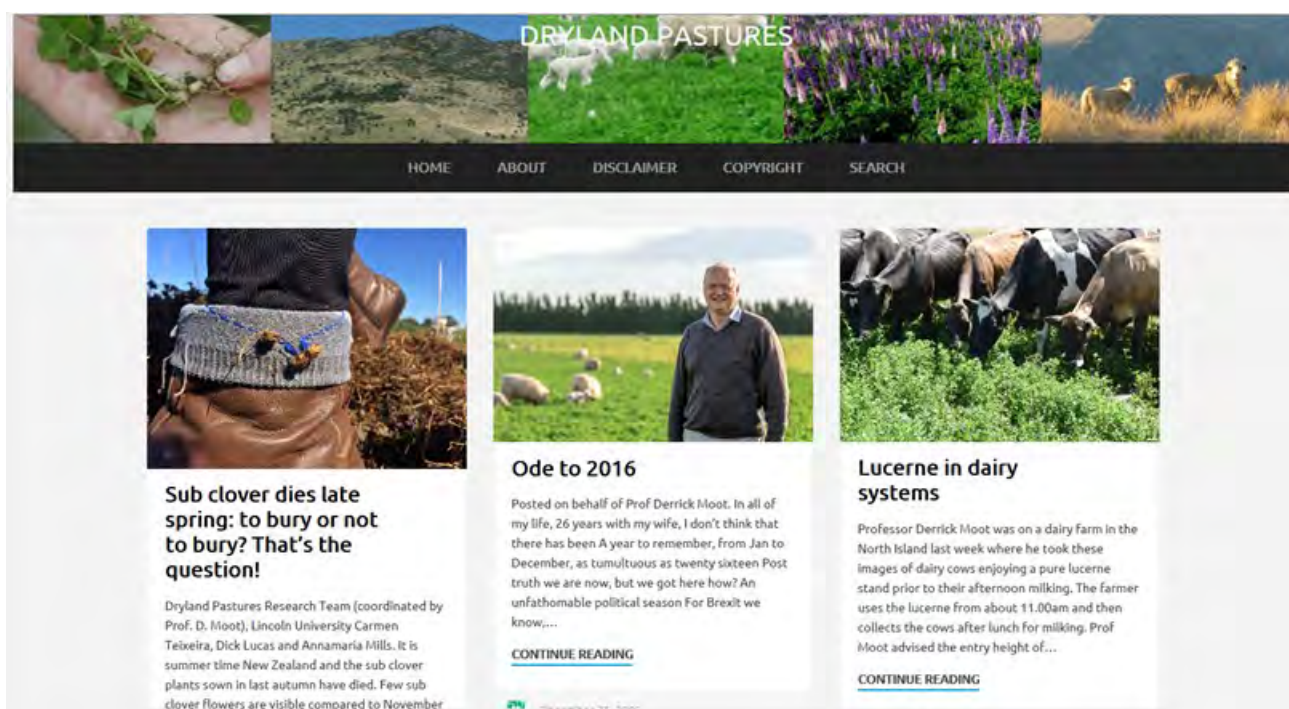 DRYLAND PASTURES
HOME ABOUT DISCLAIMER COPYRIGHT SEARCH
Sub clover dies late
spring: to bury or not
to bury? That's the
question!
Dryland Pastures Research Team (coordinated by
Prof. D. Moot), Lincoln University Carmen
Teixeira, Dick Lucas and Annamaria Mills. It is
summer time New Zealand and the sub clover
plants sown in last autumn have died. Few sub
clover flowers are visible compared to November
Ode to 2016
Posted on behalf of Prof Derrick Moot. In all of
my life, 26 years with my wife, I don't think that
there has been A year to remember, from Jan to
December, as tumultuous as twenty sixteen Post
truth we are now, but we got here how? An
unfathomable political season For Brexit we
know,…
CONTINUE READING
Lucerne in dairy
systems
Professor Derrick Moot was on a dairy farm in the
North Island last week where he took these
images of dairy cows enjoying a pure lucerne
stand prior to their afternoon milking. The farmer
uses the lucerne from about 11.00am and then
collects the cows after lunch for milking. Prof
Moot advised the entry height of…
CONTINUE READING